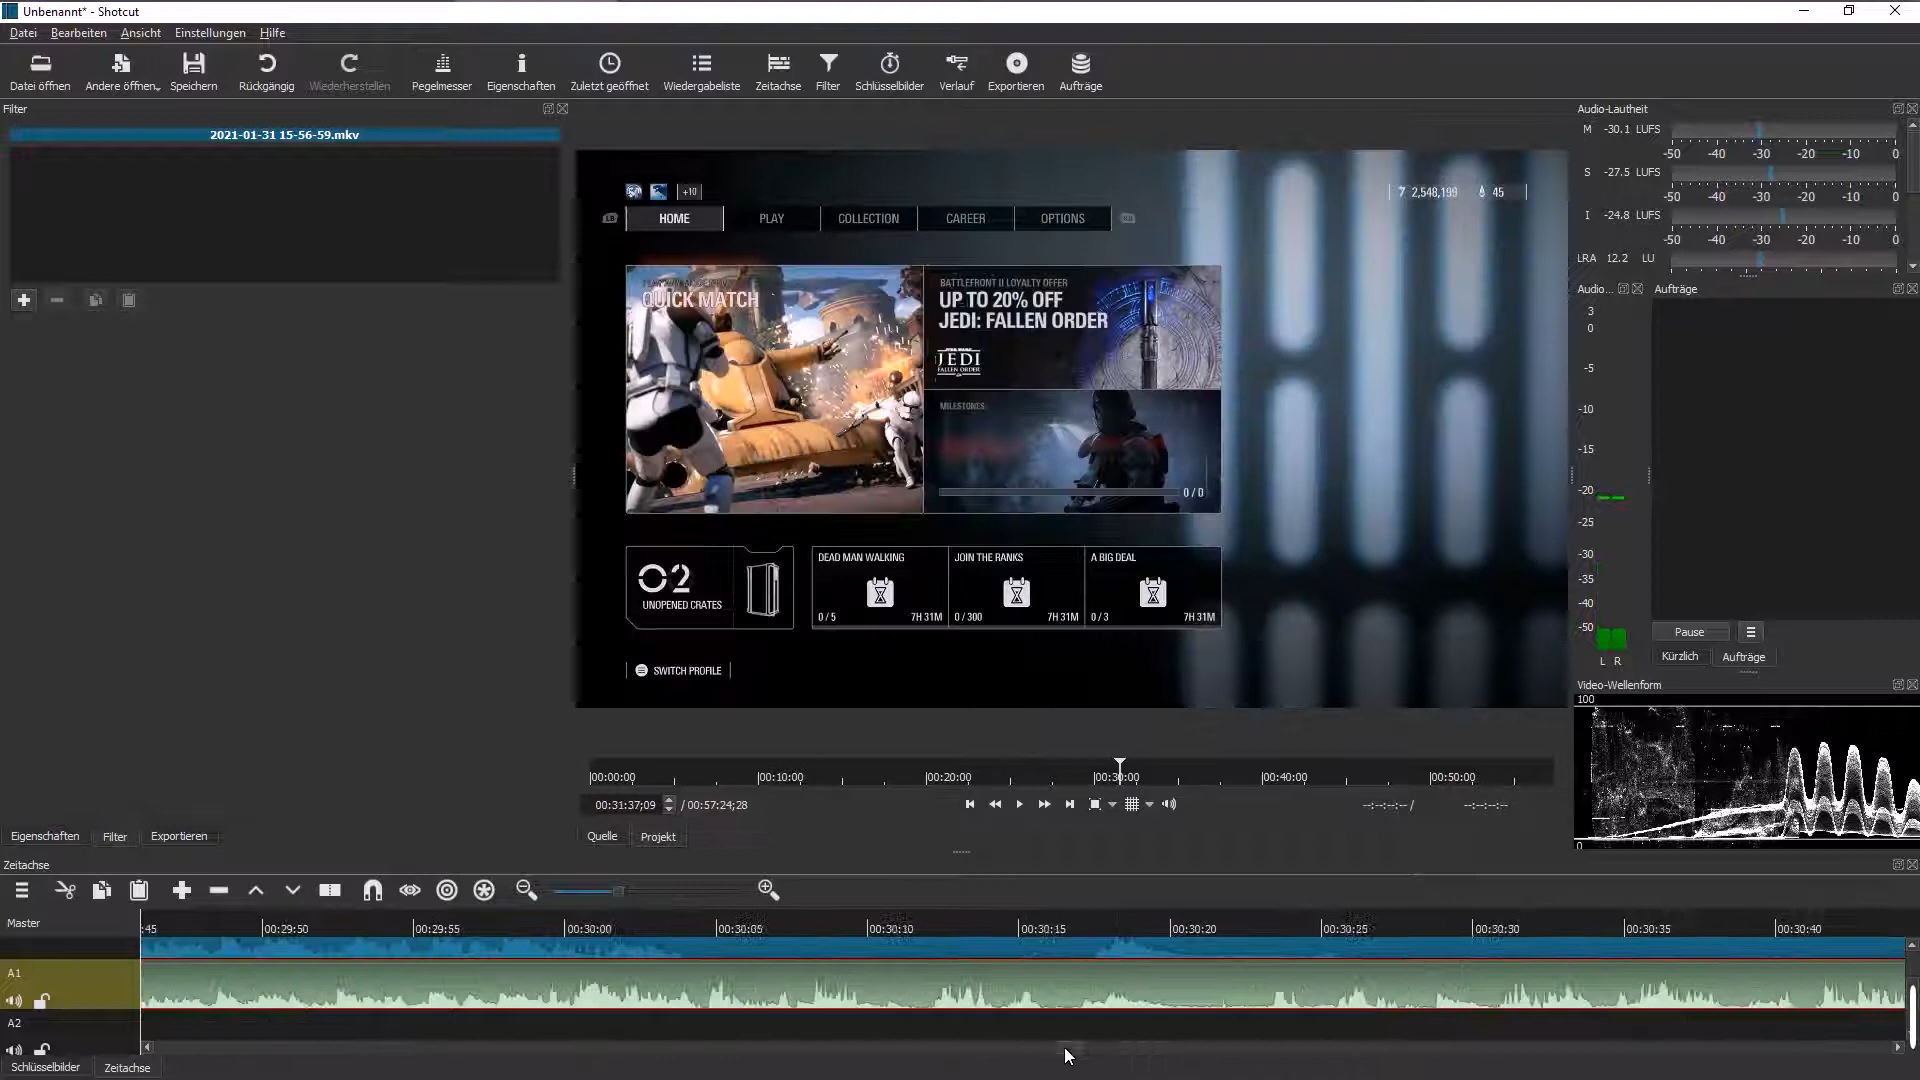 Unbenannt* - Shotcut
Datei Bearbeiten Ansicht Einstellungen Hilfe
Datei öffnen Andere öffnen Speichern Rückgängig Wiederherstellen Pegelmesser Eigenschaften Zuletzt geöffnet Wiedergabeliste Zeitachse Filter Schlüsselbilder Verlauf Exportieren Aufträge
Filter
2021-01-31 15-56-59.mkv
+10
2,548,199 45
HOME PLAY COLLECTION CAREER OPTIONS
QUICK MATCH
BATTLEFRONT II LOYALTY OFFER
UP TO 20% OFF
JEDI: FALLEN ORDER
STAR WARS
JEDI
FALLEN ORDER
MILESTONES
0 / 0
02
UNOPENED CRATES
DEAD MAN WALKING
0 / 5 7H 31M
JOIN THE RANKS
0 / 300 7H 31M
A BIG DEAL
0 / 3 7H 31M
SWITCH PROFILE
00:00:00 00:10:00 00:20:00 00:30:00 00:40:00 00:50:00
00:31:37;09 / 00:57:24;28
--:--:--:-- / --:--:--:--
Quelle Projekt
Eigenschaften Filter Exportieren
Audio-Lautheit
M -30.1 LUFS
-50 -40 -30 -20 -10 0
S -27.5 LUFS
-50 -40 -30 -20 -10 0
I -24.8 LUFS
-50 -40 -30 -20 -10 0
LRA 12.2 LU
Audio...
3
0
-5
-10
-15
-20
-25
-30
-35
-40
-50
L R
Aufträge
Pause
Kürzlich Aufträge
Video-Wellenform
100
0
Zeitachse
Master
:45 00:29:50 00:29:55 00:30:00 00:30:05 00:30:10 00:30:15 00:30:20 00:30:25 00:30:30 00:30:35 00:30:40
A1
A2
Schlüsselbilder Zeitachse